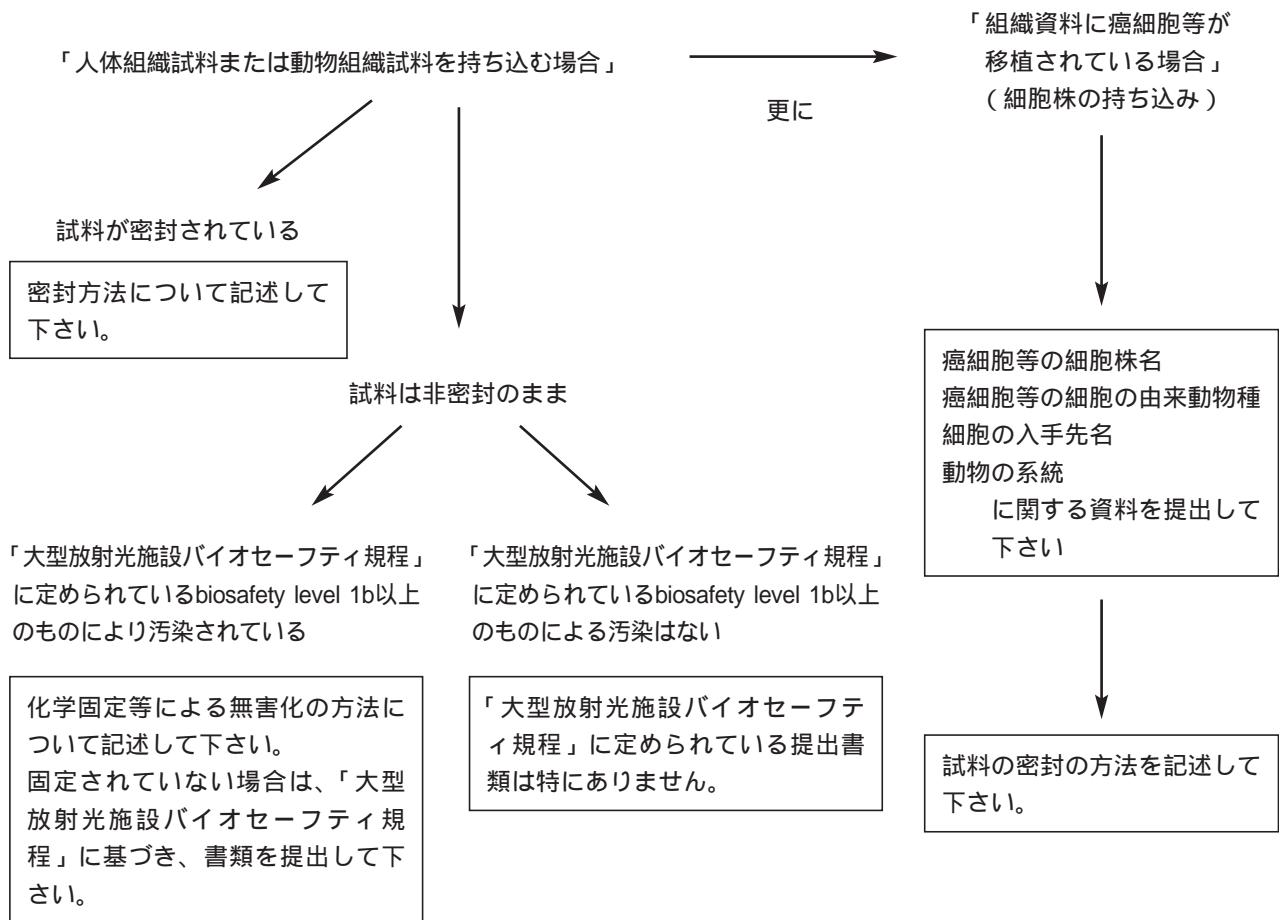 「人体組織試料または動物組織試料を持ち込む場合」
更に
「組織資料に癌細胞等が
移植されている場合」
（細胞株の持ち込み）
試料が密封されている
密封方法について記述して
下さい。
試料は非密封のまま
「大型放射光施設バイオセーフティ規程」
に定められているbiosafety level 1b以上
のものにより汚染されている
化学固定等による無害化の方法に
ついて記述して下さい。
固定されていない場合は、「大型
放射光施設バイオセーフティ規
程」に基づき、書類を提出して下
さい。
「大型放射光施設バイオセーフティ規程」
に定められているbiosafety level 1b以上
のものによる汚染はない
「大型放射光施設バイオセーフテ
ィ規程」に定められている提出書
類は特にありません。
癌細胞等の細胞株名
癌細胞等の細胞の由来動物種
細胞の入手先名
動物の系統
に関する資料を提出して
下さい
試料の密封の方法を記述して
下さい。